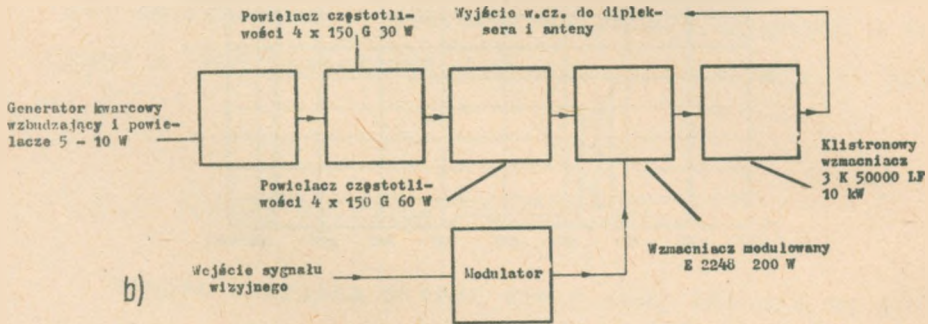 Powielacz częstotli-
wości 4 x 150 G 30 W
Wyjście w.cz. do diplek-
sera i anteny
Generator kwarcowy
wzbudzający i powie-
lacze 5 - 10 W
Klistronowy
wzmacniacz
3 K 50000 LF
10 kW
Powielacz częstotli-
wości 4 x 150 G 60 W
Wzmacniacz modulowany
E 2248 200 W
Wejście sygnału
wizyjnego
Modulator
b)